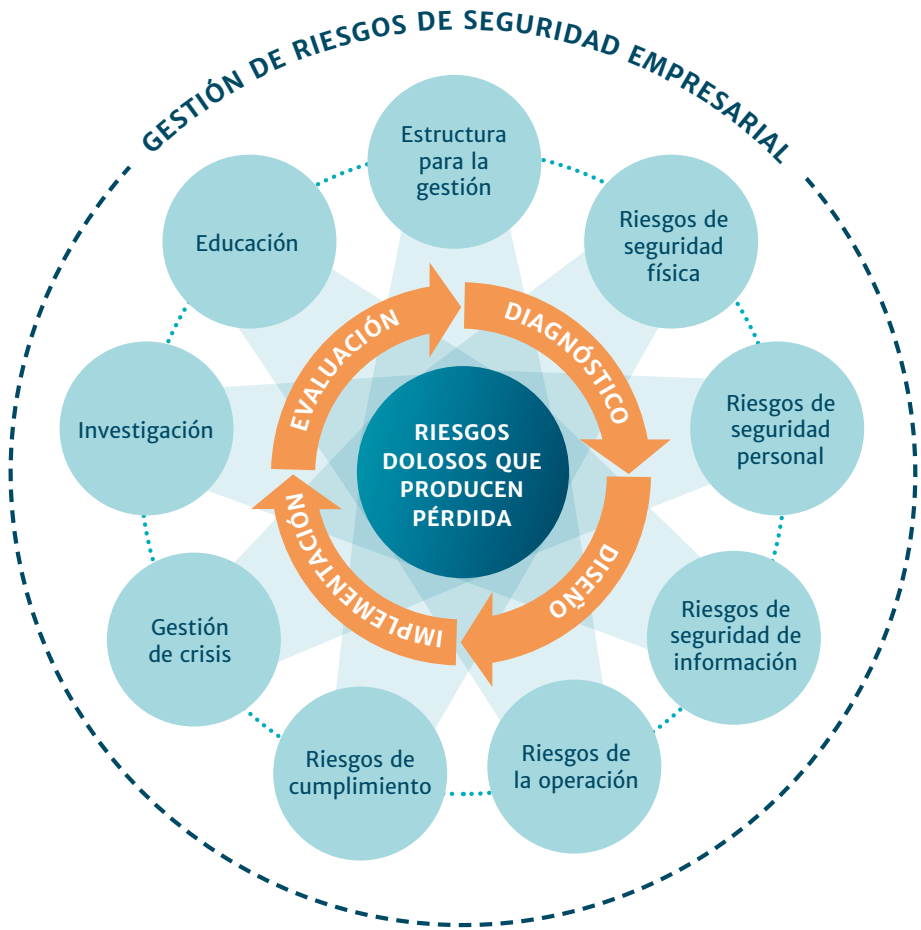 GESTIÓN DE RIESGOS DE SEGURIDAD EMPRESARIAL
Estructura
para la
gestión
Riesgos de
seguridad
física
Riesgos de
seguridad
personal
Riesgos de
seguridad de
información
Riesgos de
la operación
Riesgos de
cumplimiento
Gestión
de crisis
Investigación
Educación
DIAGNÓSTICO
DISEÑO
IMPLEMENTACIÓN
EVALUACIÓN
RIESGOS
DOLOSOS QUE
PRODUCEN
PÉRDIDA